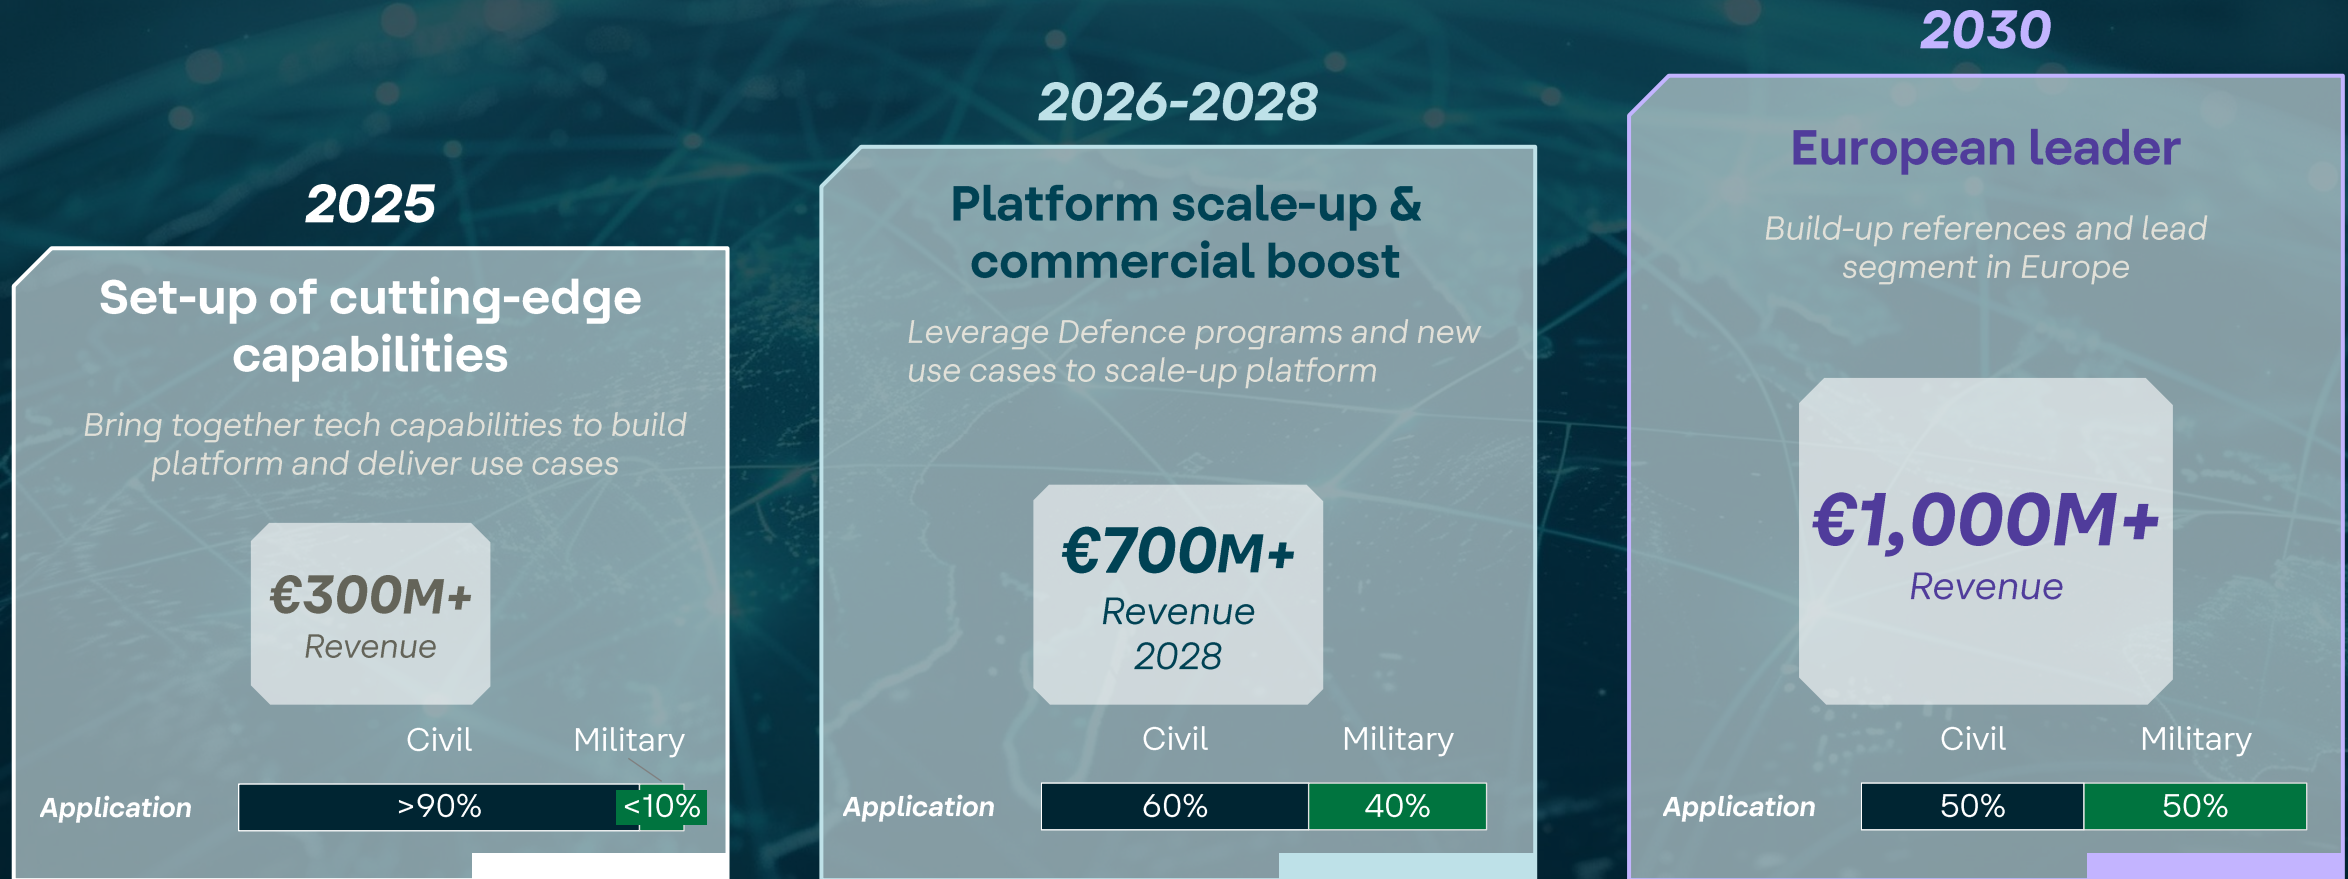 2025
Set-up of cutting-edge
capabilities
Bring together tech capabilities to build
platform and deliver use cases
€300M+
Revenue
Civil
Military
Application
>90%
<10%
2026-2028
Platform scale-up &
commercial boost
Leverage Defence programs and new
use cases to scale-up platform
€700M+
Revenue
2028
Civil
Military
Application
60%
40%
2030
European leader
Build-up references and lead
segment in Europe
€1,000M+
Revenue
Civil
Military
Application
50%
50%